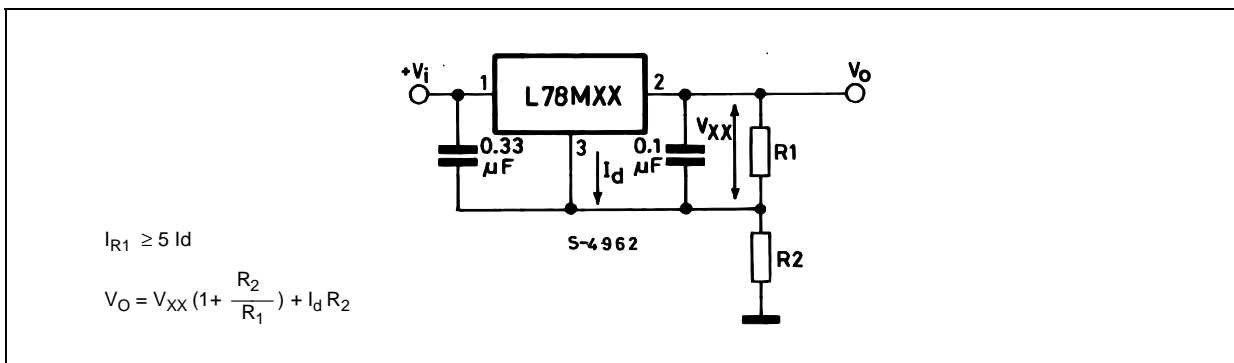 +Vi
1
L78MXX
2
VO
0.33
µF
3
Id
0.1
µF
VXX
R1
S-4962
R2
IR1 ≥ 5 Id
VO = VXX (1+ R2/R1) + Id R2